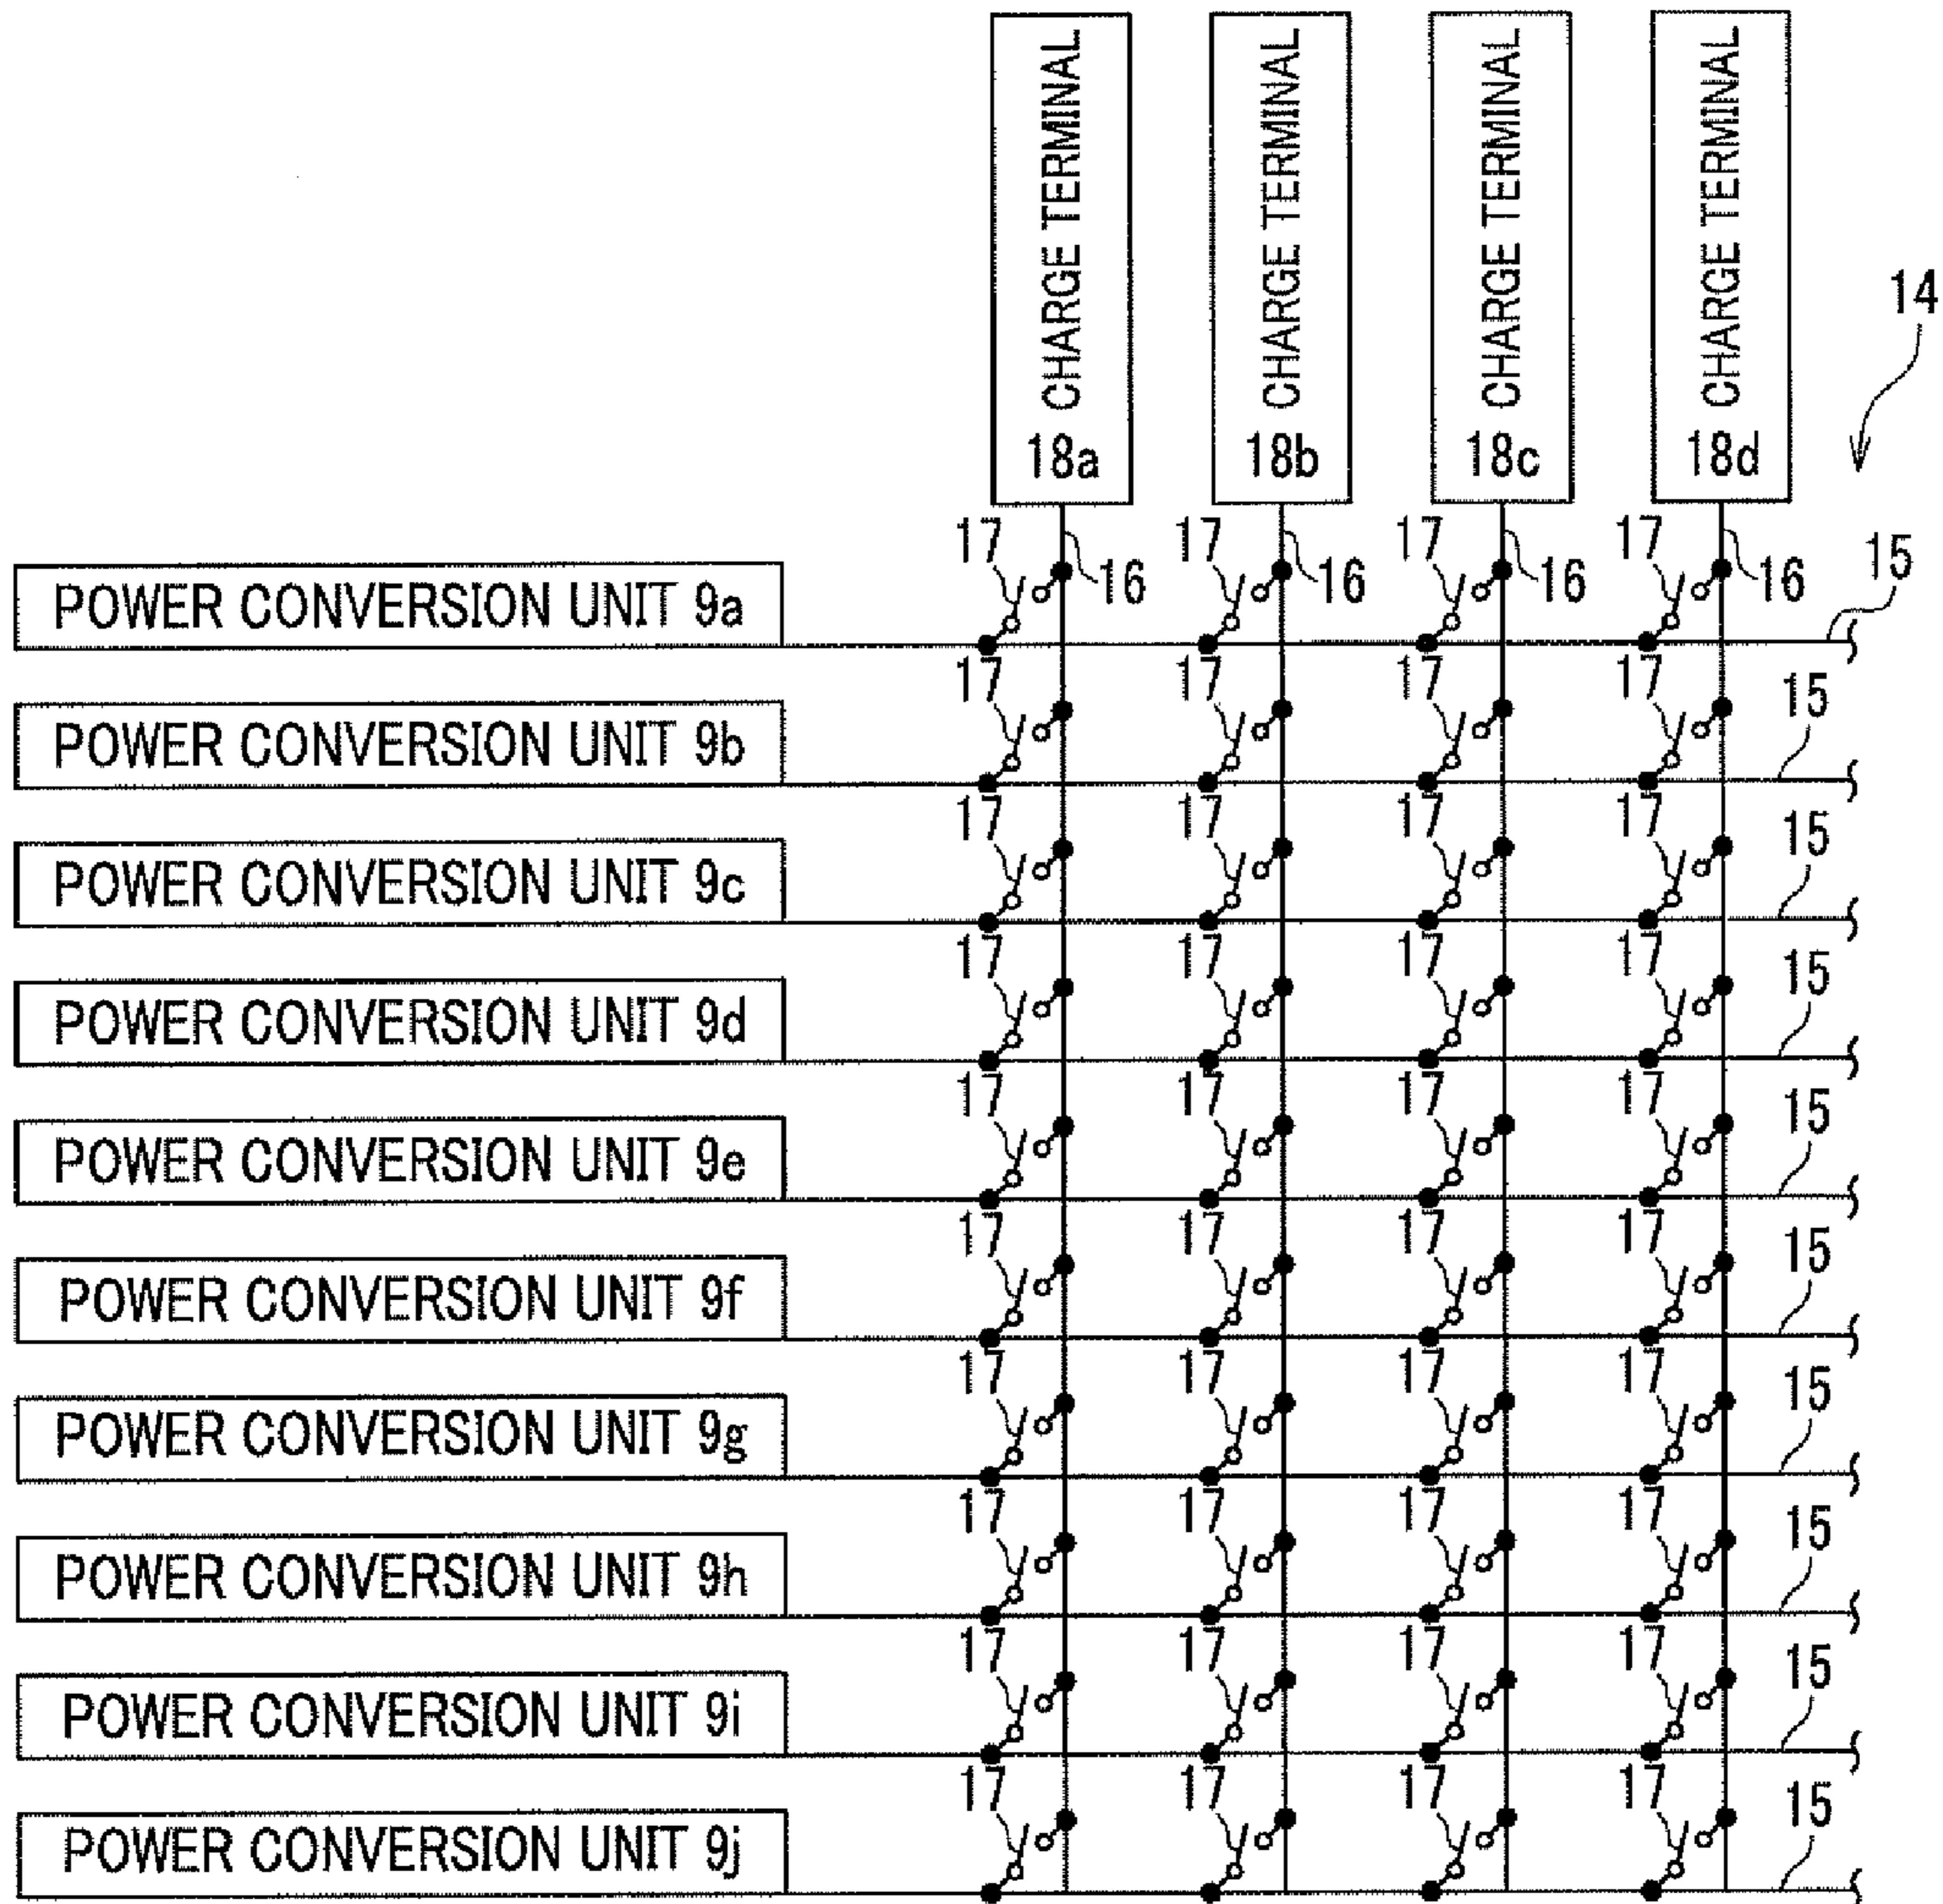 CHARGE TERMINAL
18a
CHARGE TERMINAL
18b
CHARGE TERMINAL
18c
CHARGE TERMINAL
18d
14
17 16 17 16 17 16 17 16 15
POWER CONVERSION UNIT 9a
17 17 17 17 15
POWER CONVERSION UNIT 9b
17 17 17 17 15
POWER CONVERSION UNIT 9c
17 17 17 17 15
POWER CONVERSION UNIT 9d
17 17 17 17 15
POWER CONVERSION UNIT 9e
17 17 17 17 15
POWER CONVERSION UNIT 9f
17 17 17 17 15
POWER CONVERSION UNIT 9g
17 17 17 17 15
POWER CONVERSION UNIT 9h
17 17 17 17 15
POWER CONVERSION UNIT 9i
17 17 17 17 15
POWER CONVERSION UNIT 9j